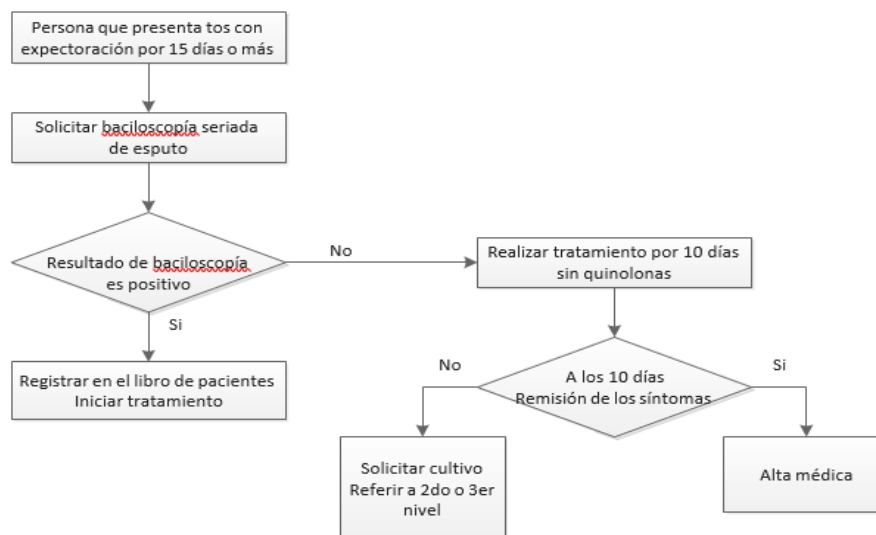 Persona que presenta tos con
expectoración por 15 días o más
Solicitar baciloscopía seriada
de esputo
Resultado de baciloscopía
es positivo
No
Realizar tratamiento por 10 días
sin quinolonas
Si
Registrar en el libro de pacientes
Iniciar tratamiento
A los 10 días
Remisión de los síntomas
No
Si
Solicitar cultivo
Referir a 2do o 3er
nivel
Alta médica